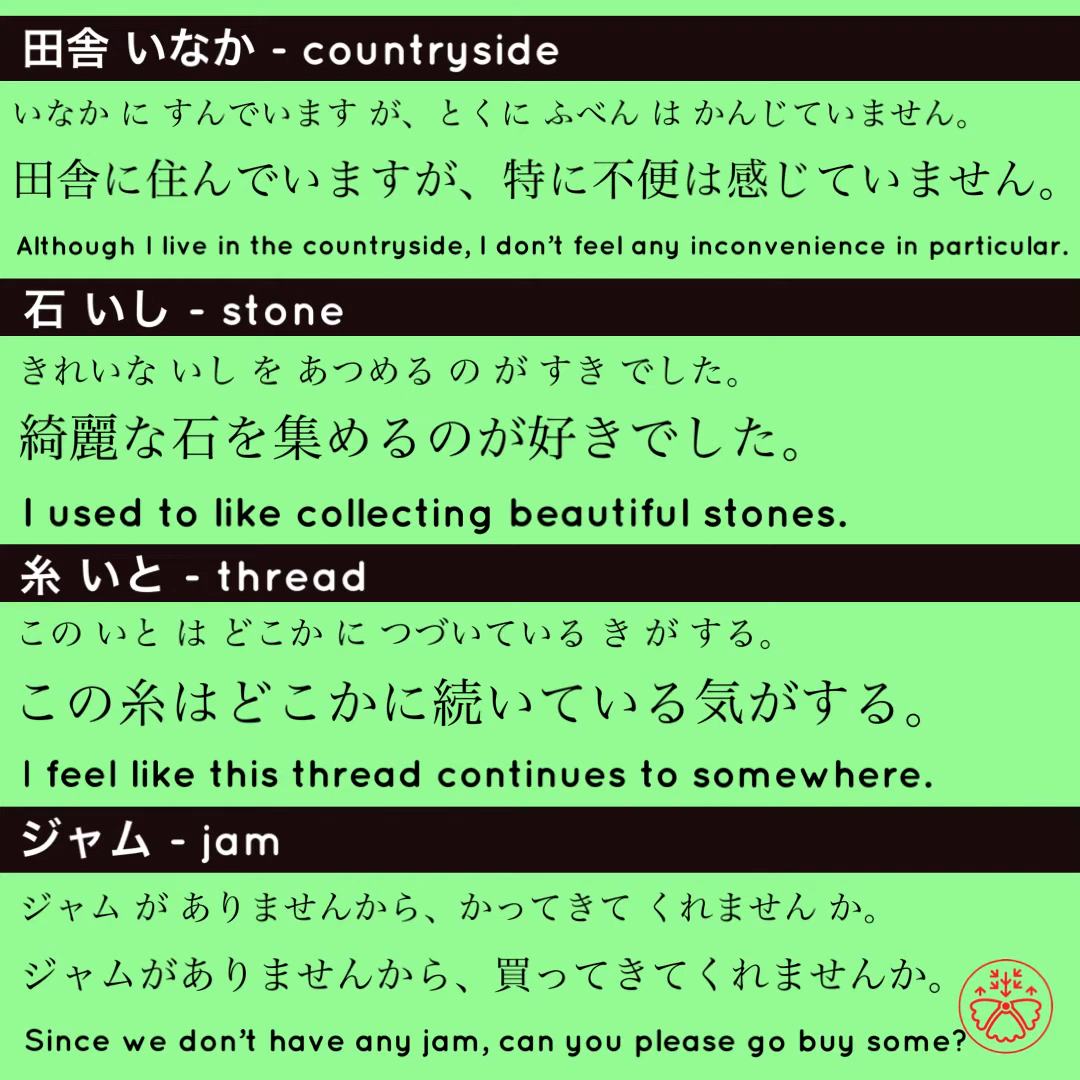 田舎 いなか - countryside
いなか に すんでいます が、とくに ふべん は かんじていません。
田舎に住んでいますが、特に不便は感じていません。
Although I live in the countryside, I don't feel any inconvenience in particular.
石 いし - stone
きれいな いし を あつめる の が すき でした。
綺麗な石を集めるのが好きでした。
I used to like collecting beautiful stones.
糸 いと - thread
この いと は どこか に つづいている き が する。
この糸はどこかに続いている気がする。
I feel like this thread continues to somewhere.
ジャム - jam
ジャム が ありませんから、かってきて くれません か。
ジャムがありませんから、買ってきてくれませんか。
Since we don't have any jam, can you please go buy some?